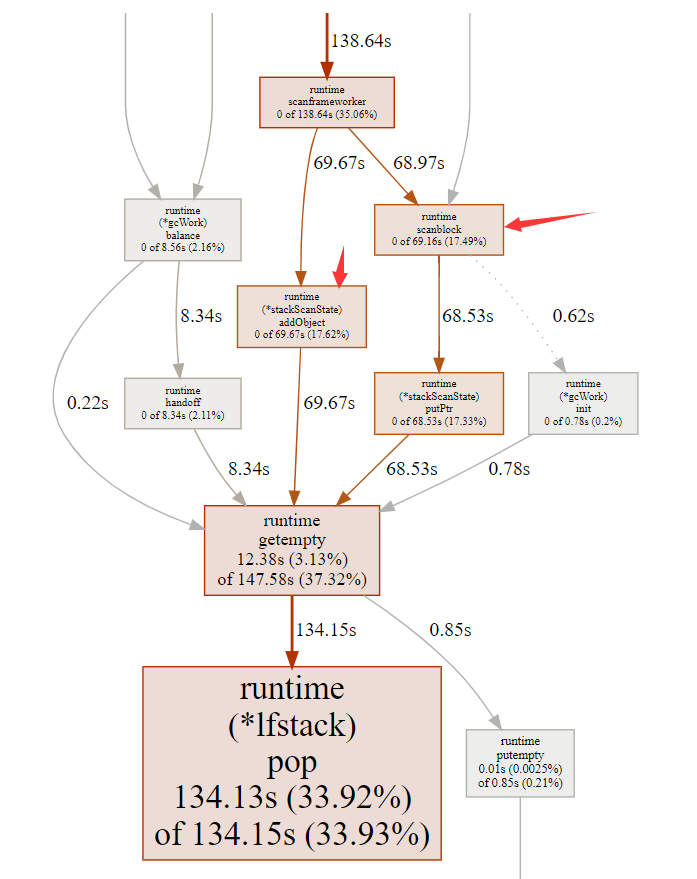 138.64s
runtime
scanframeworker
0 of 138.64s (35.06%)
69.67s
68.97s
runtime
(*gcWork)
balance
0 of 8.56s (2.16%)
runtime
scanblock
0 of 69.16s (17.49%)
runtime
(*stackScanState)
addObject
0 of 69.67s (17.62%)
8.34s
68.53s
0.62s
runtime
handoff
0 of 8.34s (2.11%)
runtime
(*stackScanState)
putPtr
0 of 68.53s (17.33%)
runtime
(*gcWork)
init
0 of 0.78s (0.2%)
0.22s
69.67s
8.34s
68.53s
0.78s
runtime
getempty
12.38s (3.13%)
of 147.58s (37.32%)
134.15s
0.85s
runtime
(*lfstack)
pop
134.13s (33.92%)
of 134.15s (33.93%)
runtime
putempty
0.01s (0.0025%)
of 0.85s (0.21%)